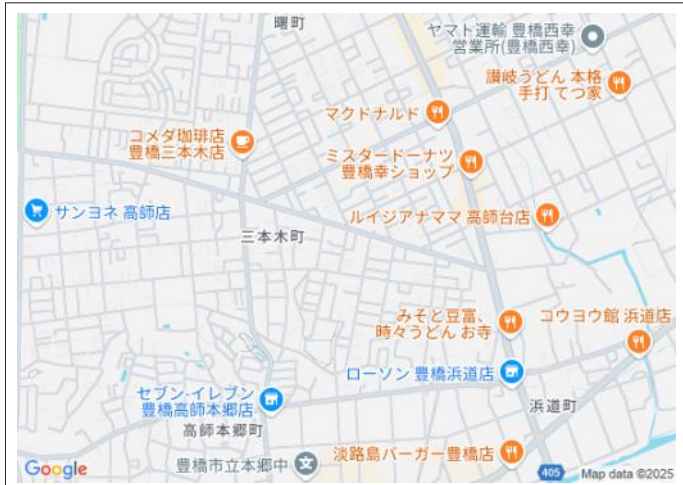 曙町
ヤマト運輸 豊橋西幸
営業所(豊橋西幸)
讃岐うどん 本格
手打 てつ家
マクドナルド
コメダ珈琲店
豊橋三本木店
ミスタードーナツ
豊橋幸ショップ
サンヨネ 高師店
ルイジアナママ 高師台店
三本木町
みそと豆富、
時々うどん お寺
コウヨウ館 浜道店
ローソン 豊橋浜道店
セブン-イレブン
豊橋高師本郷店
浜道町
高師本郷町
淡路島バーガー豊橋店
豊橋市立本郷中
文
Google
405
Map data ©2025